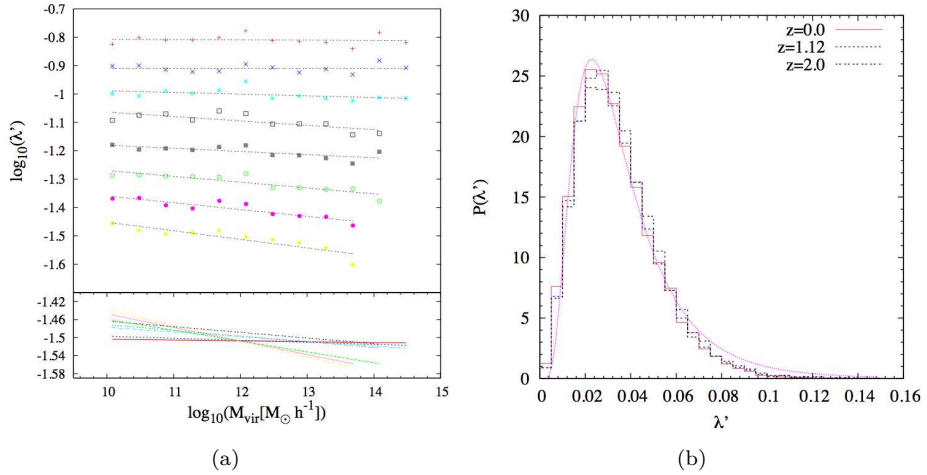 -0.7
-0.8
-0.9
-1
-1.1
-1.2
-1.3
-1.4
-1.5
-1.6
log₁₀(λ')
-1.42
-1.46
-1.50
-1.54
-1.58
9 10 11 12 13 14 15
log₁₀(Mvir[M⊙ h⁻¹])
(a)
30
25
20
15
10
5
0
P(λ')
z=0.0
z=1.12
z=2.0
0 0.02 0.04 0.06 0.08 0.1 0.12 0.14 0.16
λ'
(b)